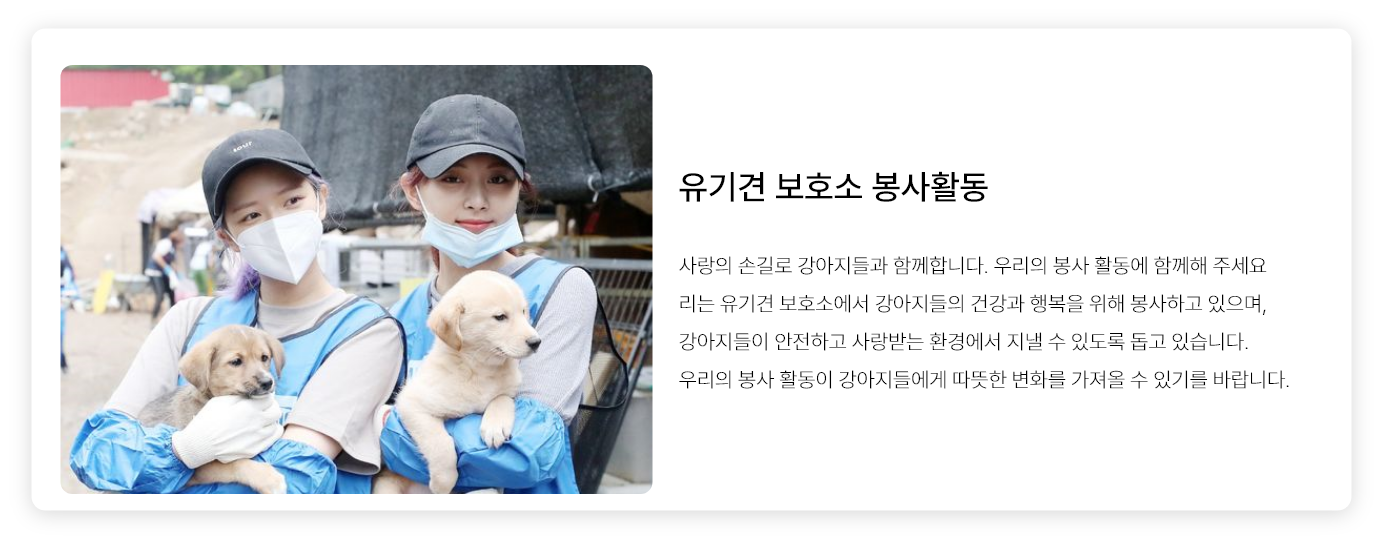 유기견 보호소 봉사활동
사랑의 손길로 강아지들과 함께합니다. 우리의 봉사 활동에 함께해 주세요
리는 유기견 보호소에서 강아지들의 건강과 행복을 위해 봉사하고 있으며,
강아지들이 안전하고 사랑받는 환경에서 지낼 수 있도록 돕고 있습니다.
우리의 봉사 활동이 강아지들에게 따뜻한 변화를 가져올 수 있기를 바랍니다.